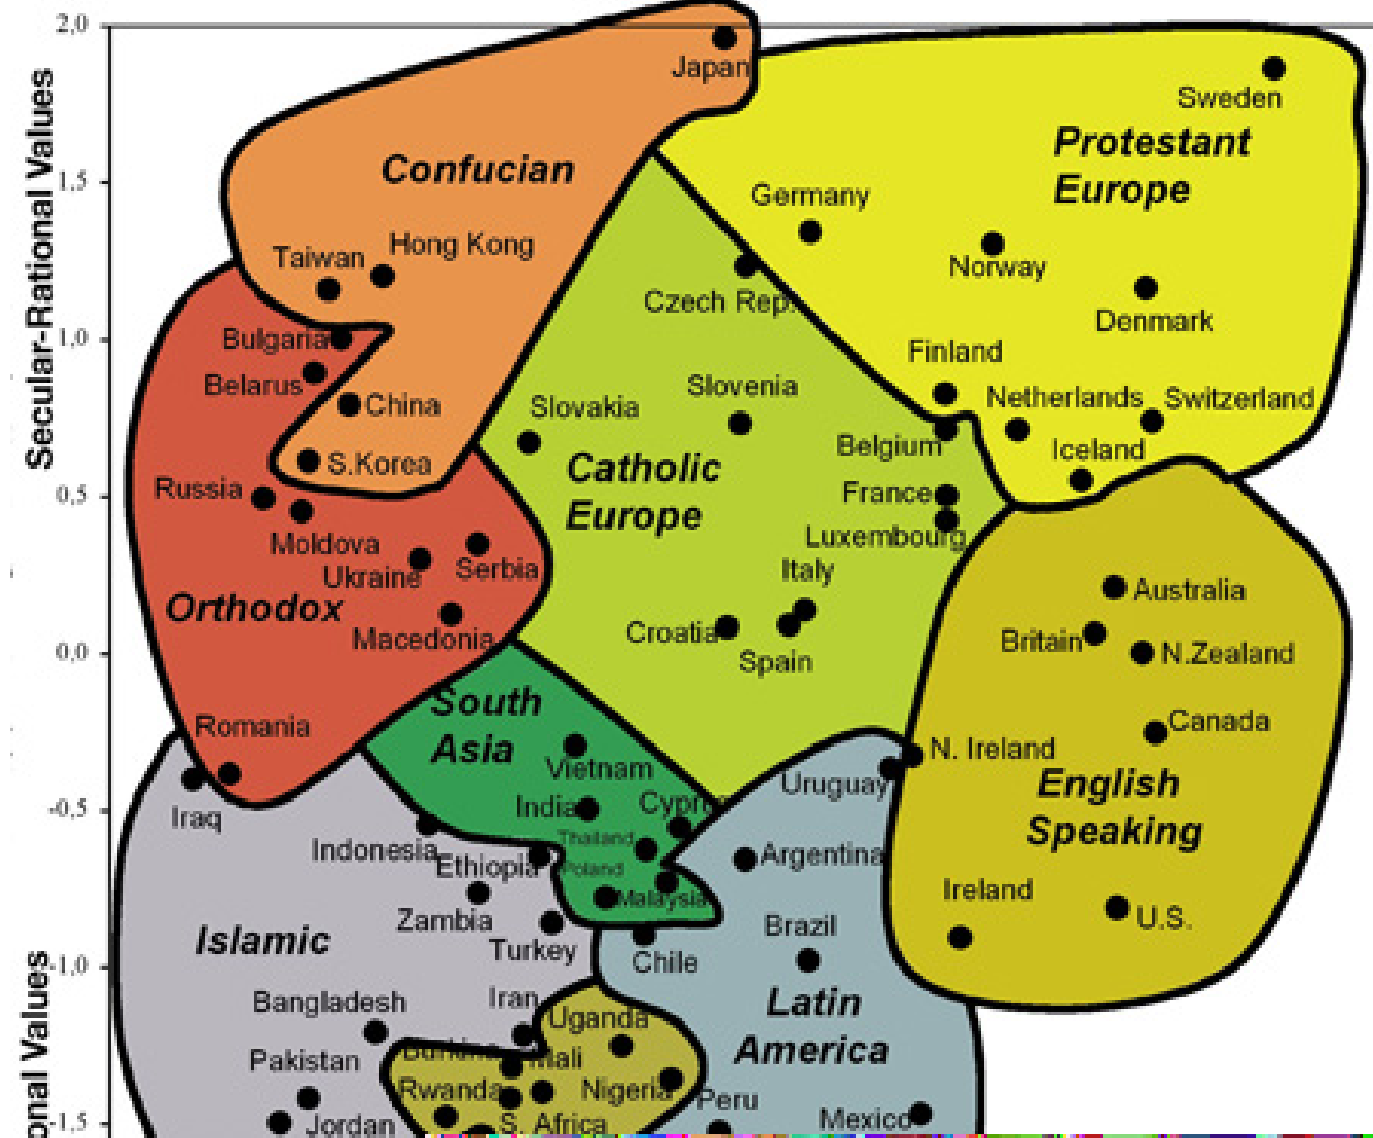 2,0
Japan
Sweden
Secular-Rational Values
Protestant
Europe
Confucian
1,5
Germany
Hong Kong
Taiwan
Norway
Czech Rep.
Denmark
1,0
Bulgaria
Finland
Belarus
Slovenia
China
Slovakia
Netherlands
Switzerland
Belgium
Iceland
S.Korea
Catholic
Europe
Russia
0,5
France
Luxembourg
Moldova
Ukraine
Serbia
Italy
Australia
Orthodox
Macedonia
Croatia
Britain
N.Zealand
0,0
Spain
South
Asia
Romania
Canada
N. Ireland
Vietnam
Uruguay
English
Speaking
-0,5
India
Iraq
Thailand
Indonesia
Ethiopia
Poland
Argentina
Malaysia
Ireland
U.S.
Zambia
Brazil
Islamic
Turkey
Chile
-1,0
Bangladesh
Iran
Latin
America
Uganda
Mali
Pakistan
Rwanda
Nigeria
Peru
Mexico
Jordan
S. Africa
-1,5
onal Values